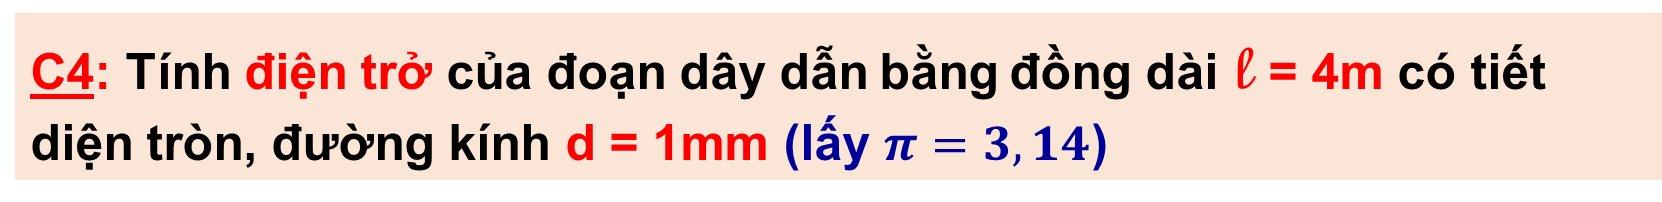 C4: Tính điện trở của đoạn dây dẫn bằng đồng dài ℓ = 4m có tiết
diện tròn, đường kính d = 1mm (lấy π = 3,14)